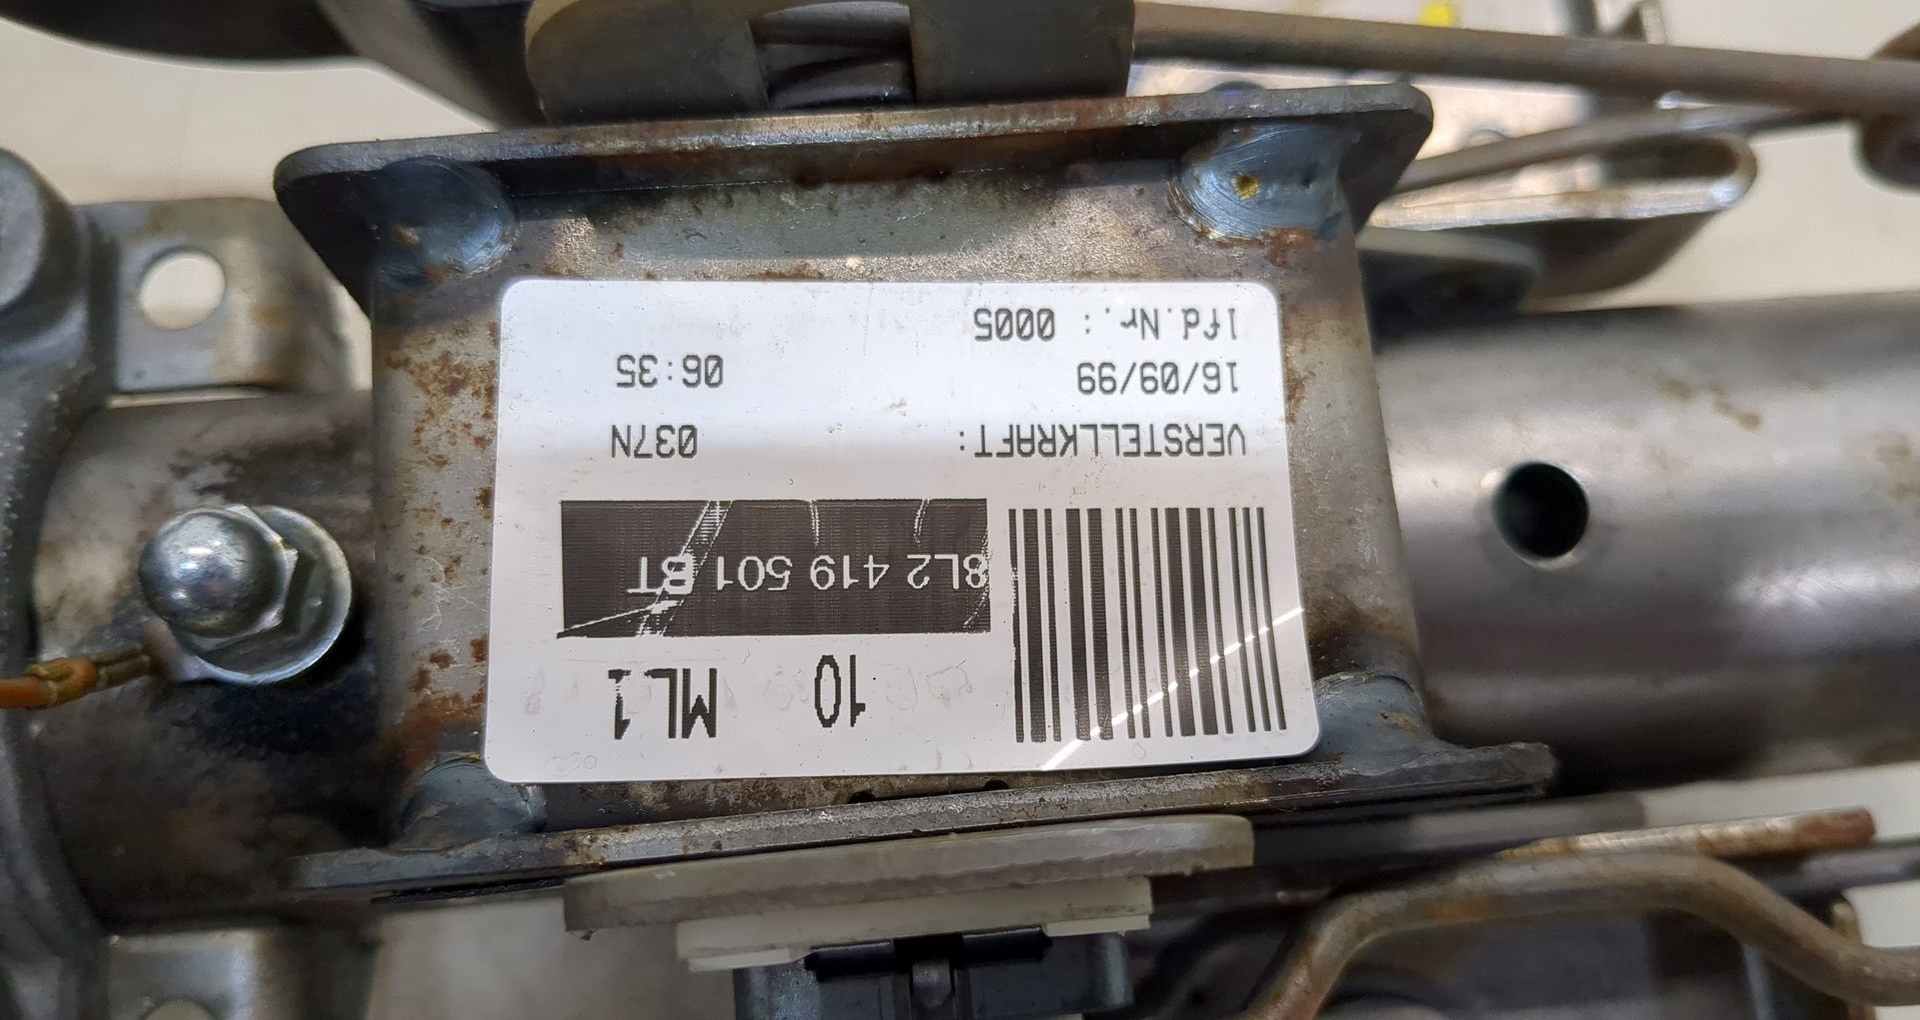 10 ML1
8L2 419 501 BT
VERSTELLKRAFT: 037N
16/09/99 06:35
lfd.Nr.: 0005